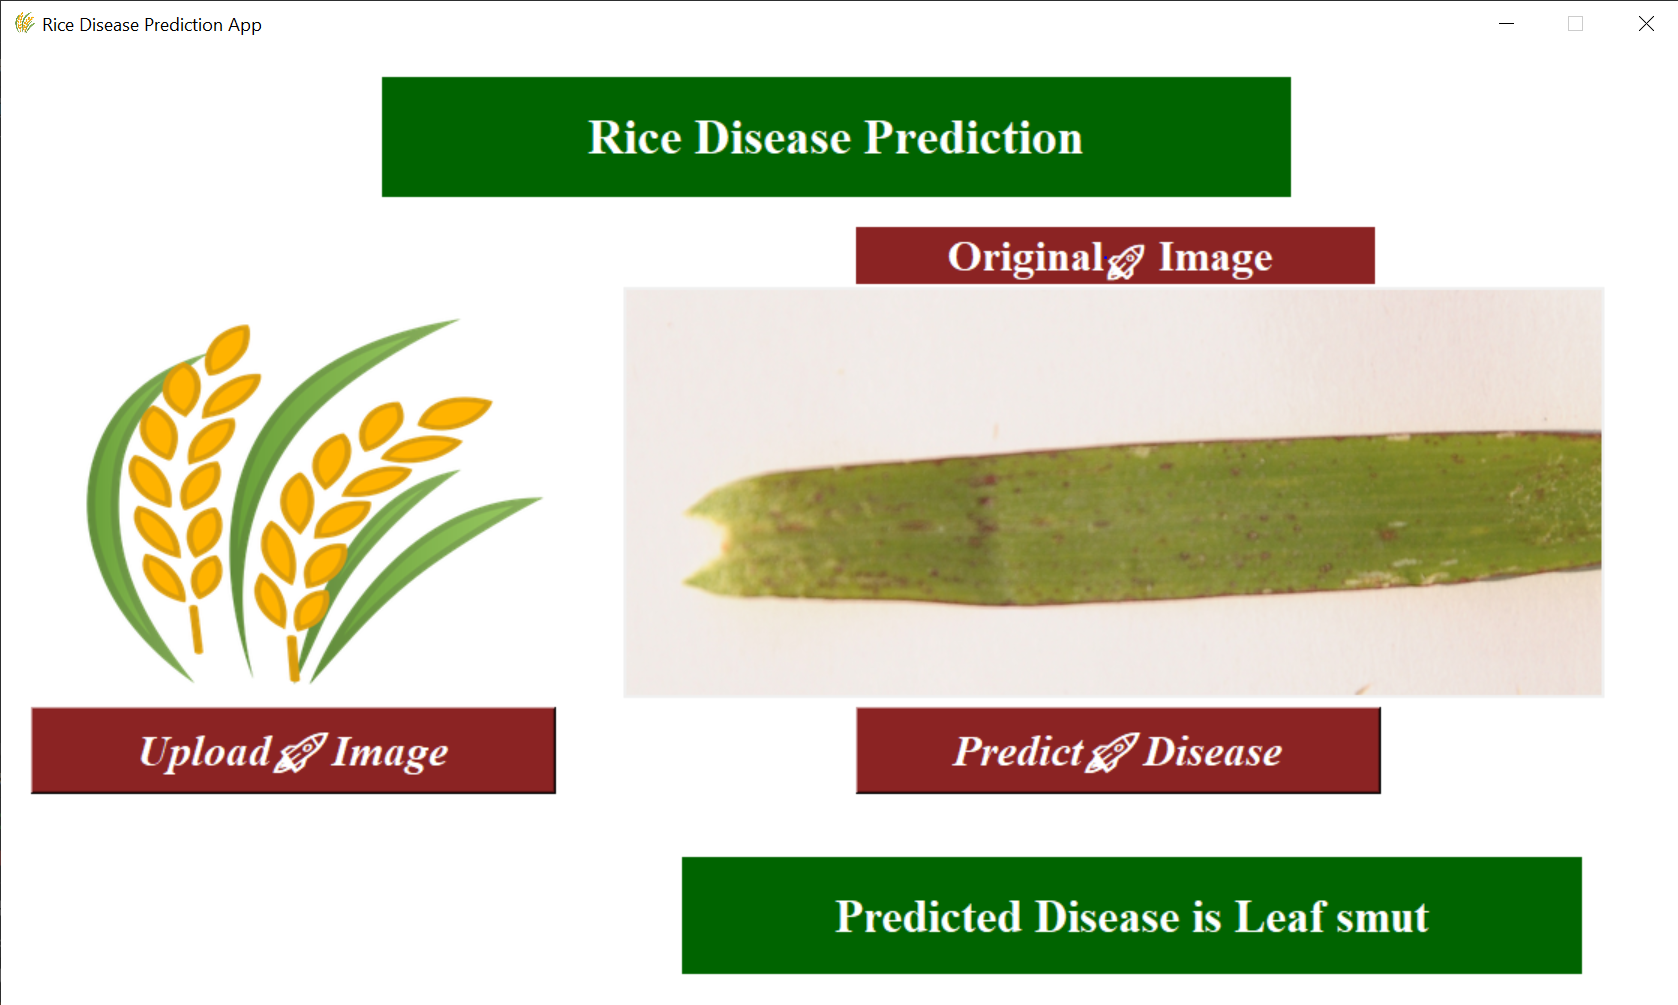 Rice Disease Prediction App
Rice Disease Prediction
Original🚀 Image
Upload🚀Image
Predict🚀Disease
Predicted Disease is Leaf smut